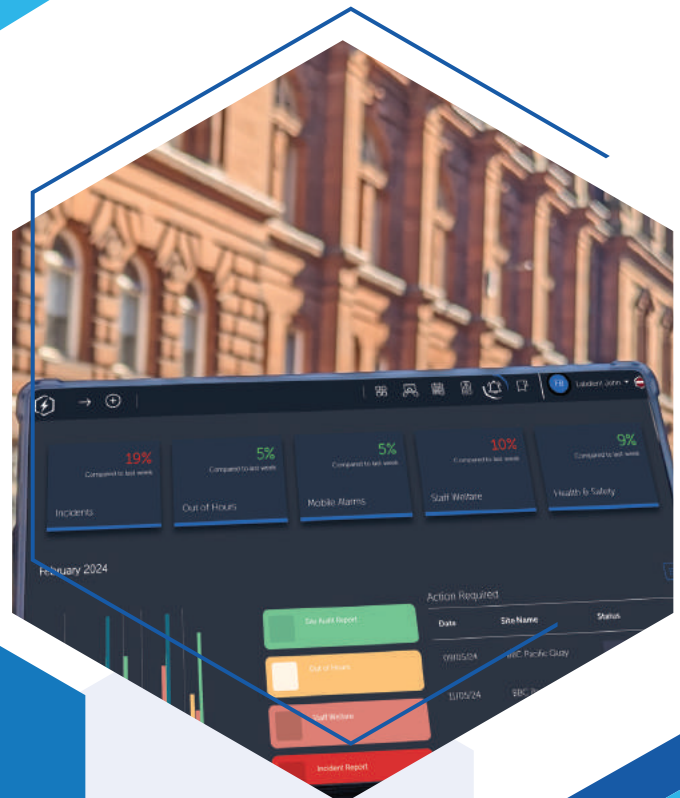 FB
19%
Compared to last week
Incidents
5%
Compared to last week
Out of Hours
5%
Compared to last week
Mobile Alarms
10%
Compared to last week
Staff Welfare
9%
Compared to last week
Health & Safety
February 2024
Site Audit Report
Out of Hours
Staff Welfare
Incident Report
Action Required
Date Site Name Status
09/05/24 BBC Pacific Quay
11/05/24 BBC